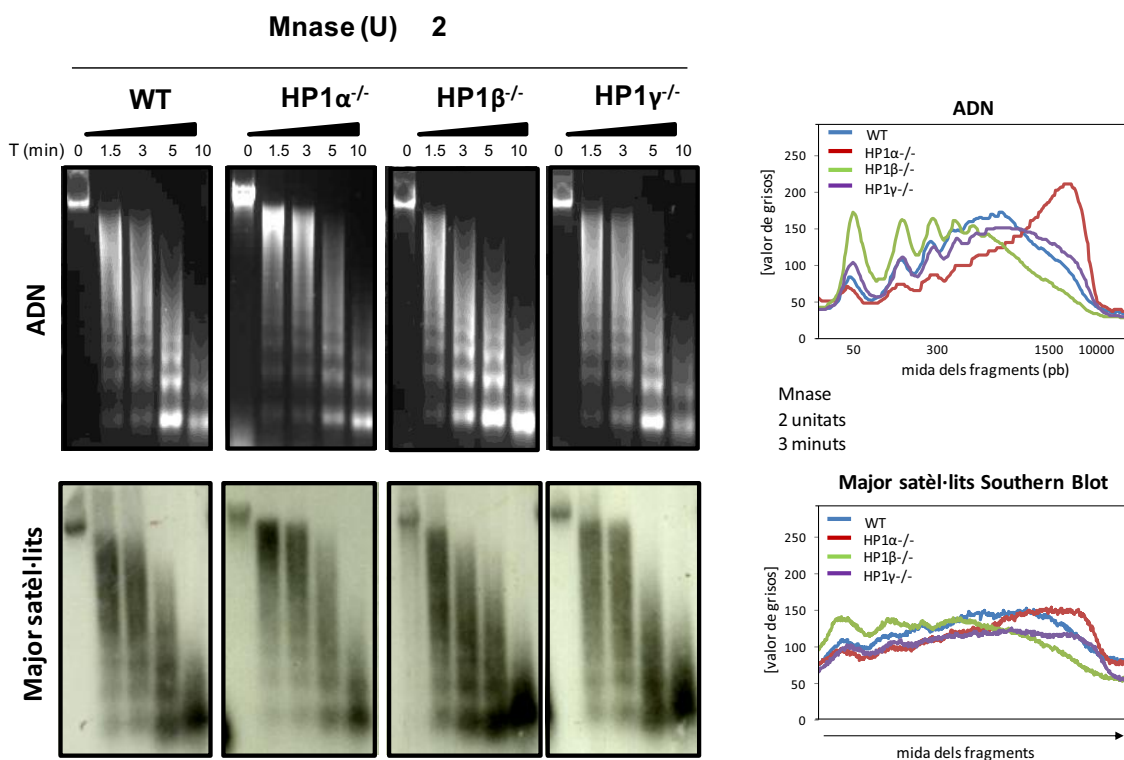 Mnase (U) 2
WT HP1α-/- HP1β-/- HP1γ-/-
T (min) 0 1.5 3 5 10 0 1.5 3 5 10 0 1.5 3 5 10 0 1.5 3 5 10
ADN
Major satèl·lits
ADN
WT
HP1α-/-
HP1β-/-
HP1γ-/-
250
200
150
100
50
0
[valor de grisos]
50 300 1500 10000
mida dels fragments (pb)
Mnase
2 unitats
3 minuts
Major satèl·lits Southern Blot
WT
HP1α-/-
HP1β-/-
HP1γ-/-
250
200
150
100
50
0
[valor de grisos]
mida dels fragments